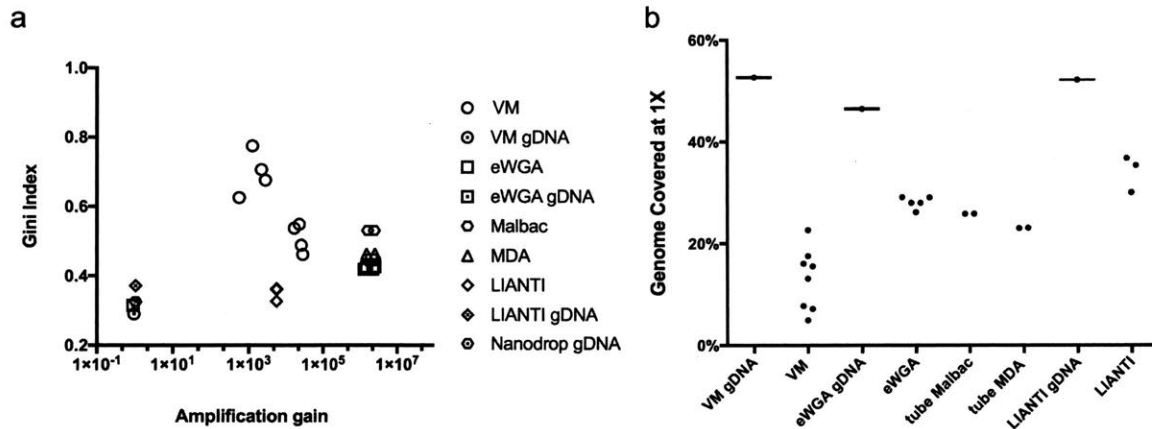 a
b
1.0
0.8
0.6
0.4
0.2
Gini Index
1×10⁻¹
1×10¹
1×10³
1×10⁵
1×10⁷
Amplification gain
VM
VM gDNA
eWGA
eWGA gDNA
Malbac
MDA
LIANTI
LIANTI gDNA
Nanodrop gDNA
60%
40%
20%
0%
Genome Covered at 1X
VM gDNA
VM
eWGA gDNA
eWGA
tube Malbac
tube MDA
LIANTI gDNA
LIANTI